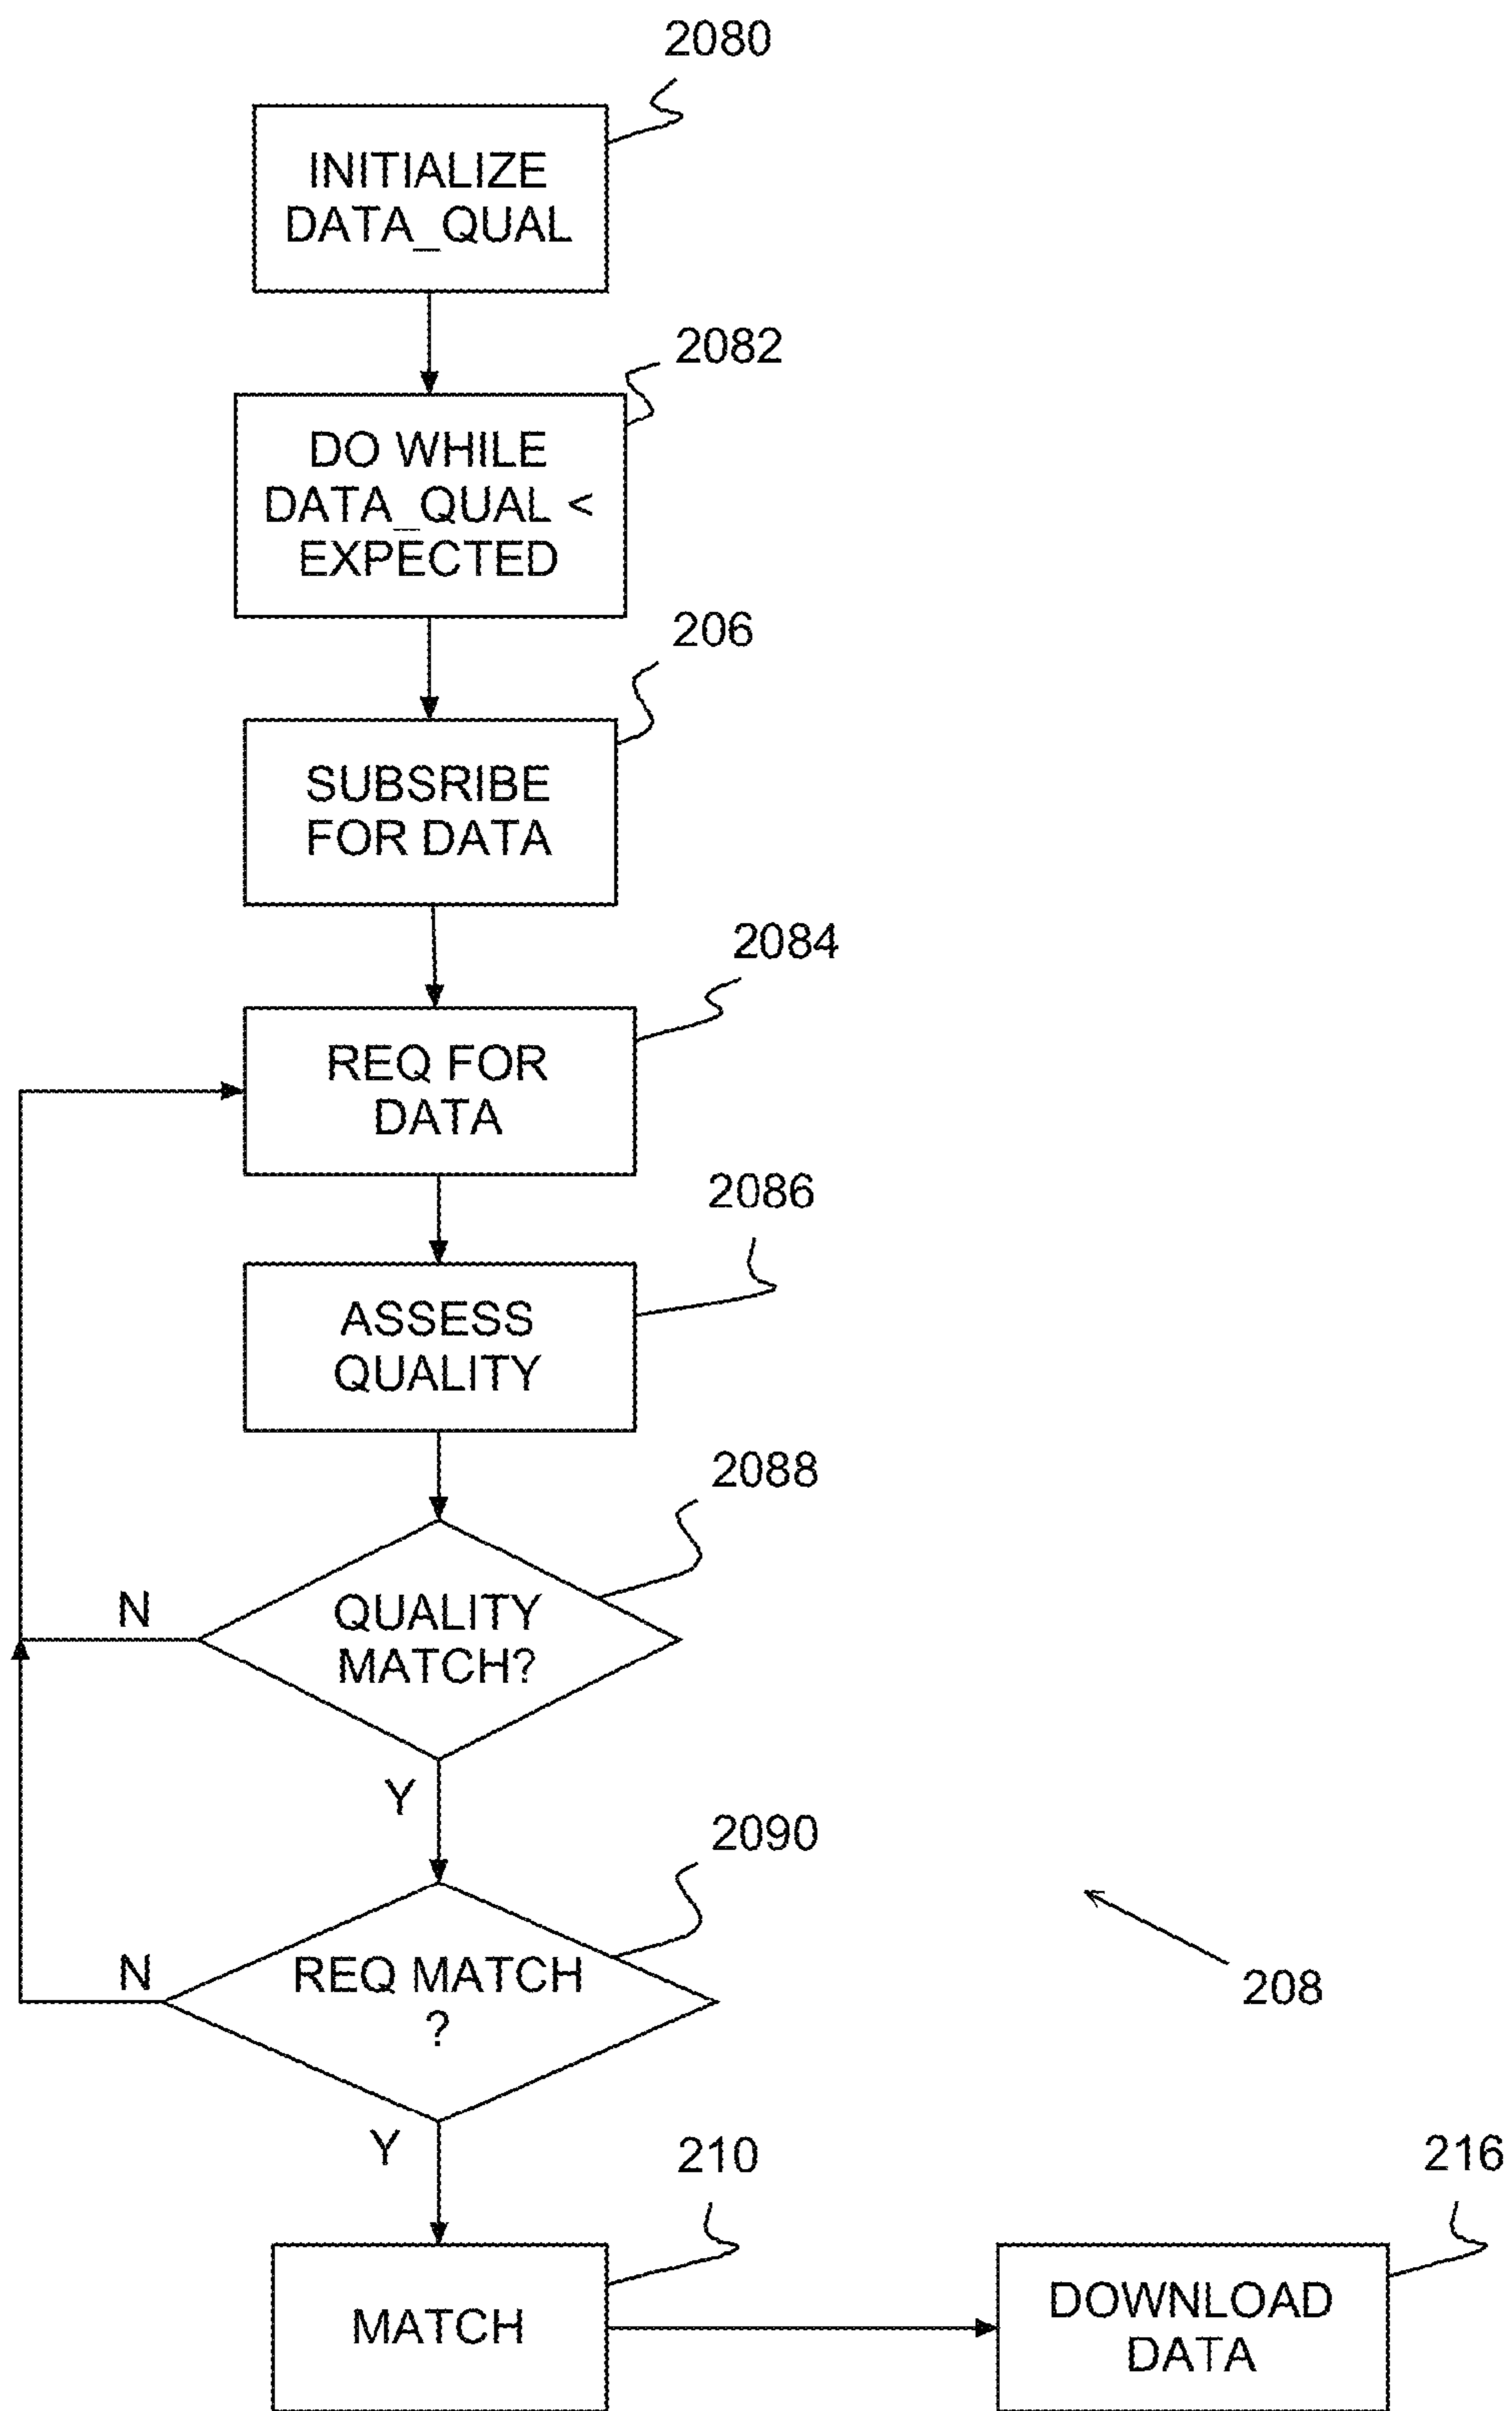 2080
INITIALIZE
DATA_QUAL
2082
DO WHILE
DATA_QUAL <
EXPECTED
206
SUBSRIBE
FOR DATA
2084
REQ FOR
DATA
2086
ASSESS
QUALITY
2088
QUALITY
MATCH?
N
Y
2090
REQ MATCH
?
N
208
Y
210
MATCH
216
DOWNLOAD
DATA